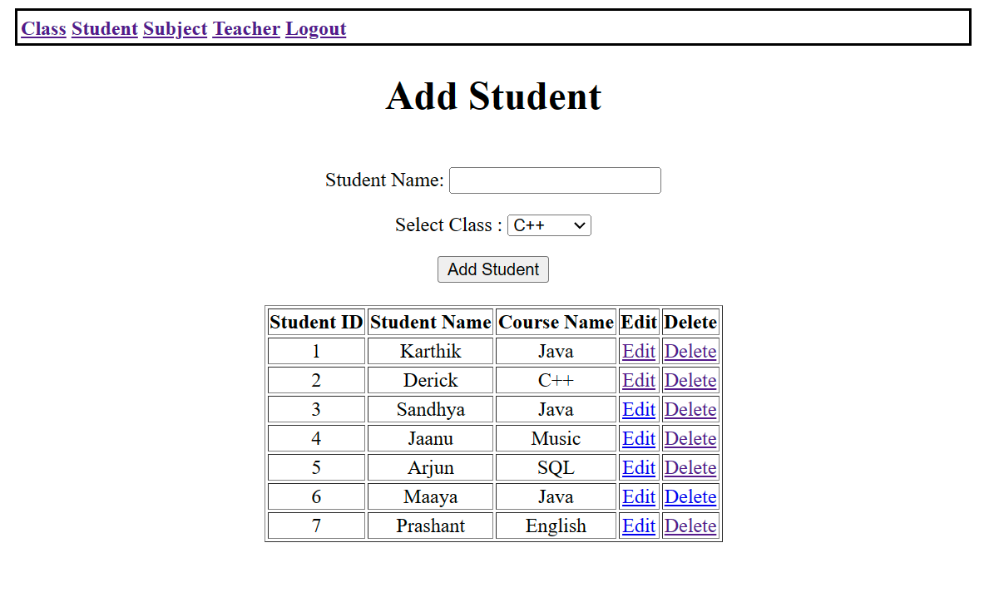 Class Student Subject Teacher Logout
Add Student
Student Name:
Select Class : C++
Add Student
Student ID Student Name Course Name Edit Delete
1 Karthik Java Edit Delete
2 Derick C++ Edit Delete
3 Sandhya Java Edit Delete
4 Jaanu Music Edit Delete
5 Arjun SQL Edit Delete
6 Maaya Java Edit Delete
7 Prashant English Edit Delete